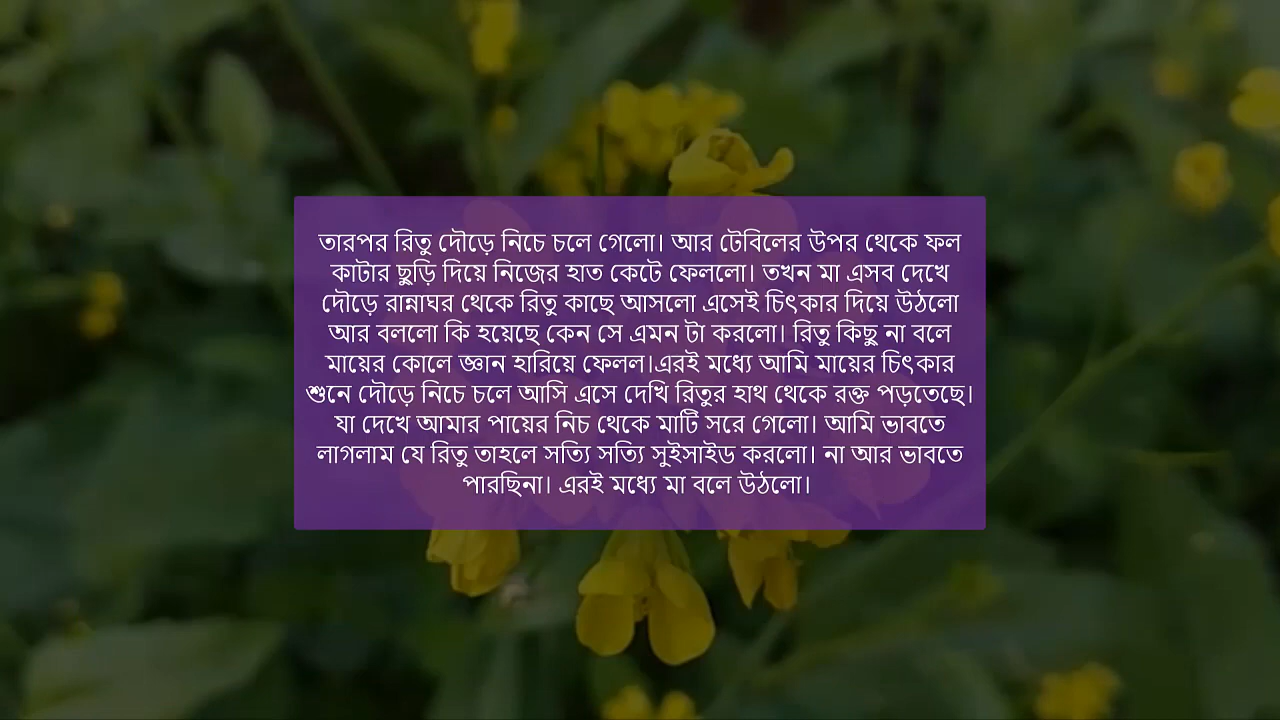 তারপর রিতু দৌড়ে নিচে চলে গেলো। আর টেবিলের উপর থেকে ফল
কাটার ছুড়ি দিয়ে নিজের হাত কেটে ফেললো। তখন মা এসব দেখে
দৌড়ে রান্নাঘর থেকে রিতু কাছে আসলো এসেই চিৎকার দিয়ে উঠলো
আর বললো কি হয়েছে কেন সে এমন টা করলো। রিতু কিছু না বলে
মায়ের কোলে জ্ঞান হারিয়ে ফেলল।এরই মধ্যে আমি মায়ের চিৎকার
শুনে দৌড়ে নিচে চলে আসি এসে দেখি রিতুর হাথ থেকে রক্ত পড়তেছে।
যা দেখে আমার পায়ের নিচ থেকে মাটি সরে গেলো। আমি ভাবতে
লাগলাম যে রিতু তাহলে সত্যি সত্যি সুইসাইড করলো। না আর ভাবতে
পারছিনা। এরই মধ্যে মা বলে উঠলো।